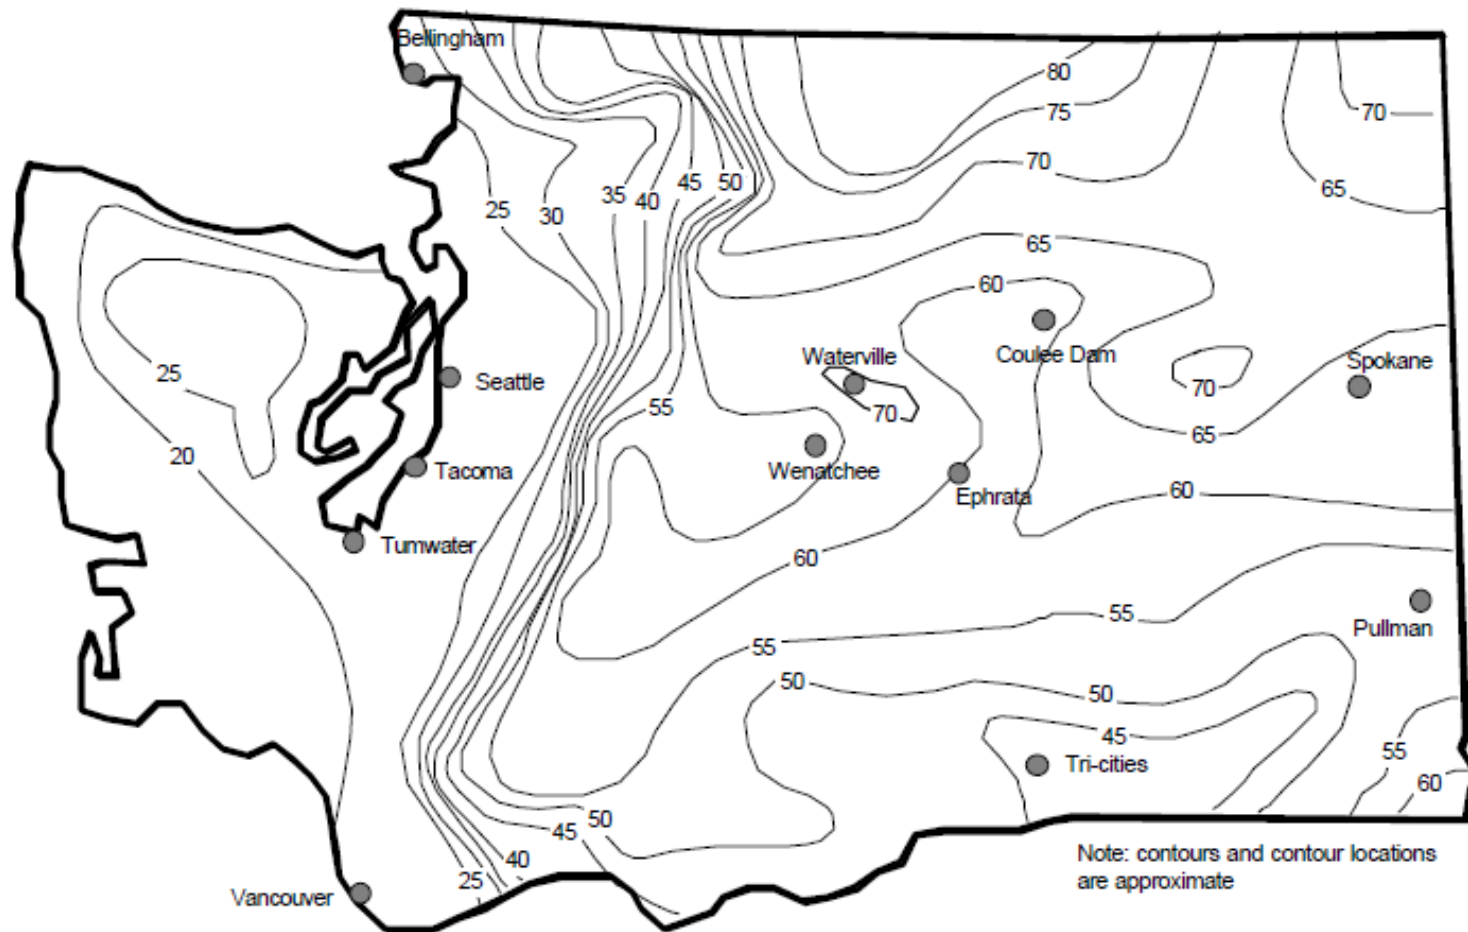 Bellingham
80
75
70
70
65
45
50
35
40
25
30
65
60
Waterville
Coulee Dam
Spokane
25
Seattle
70
55
70
65
20
Tacoma
Wenatchee
Ephrata
60
Tumwater
60
55
Pullman
55
50
50
45
55
Tri-cities
60
50
45
40
25
Note: contours and contour locations
are approximate
Vancouver